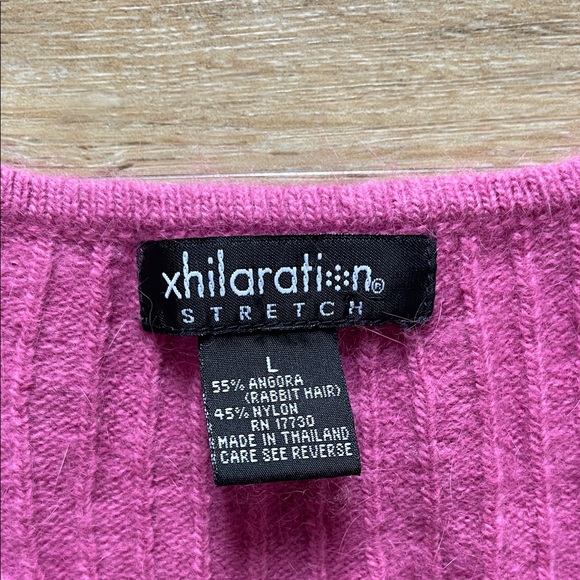 xhilaration®
STRETCH
L
55% ANGORA
(RABBIT HAIR)
45% NYLON
RN 17730
MADE IN THAILAND
CARE SEE REVERSE